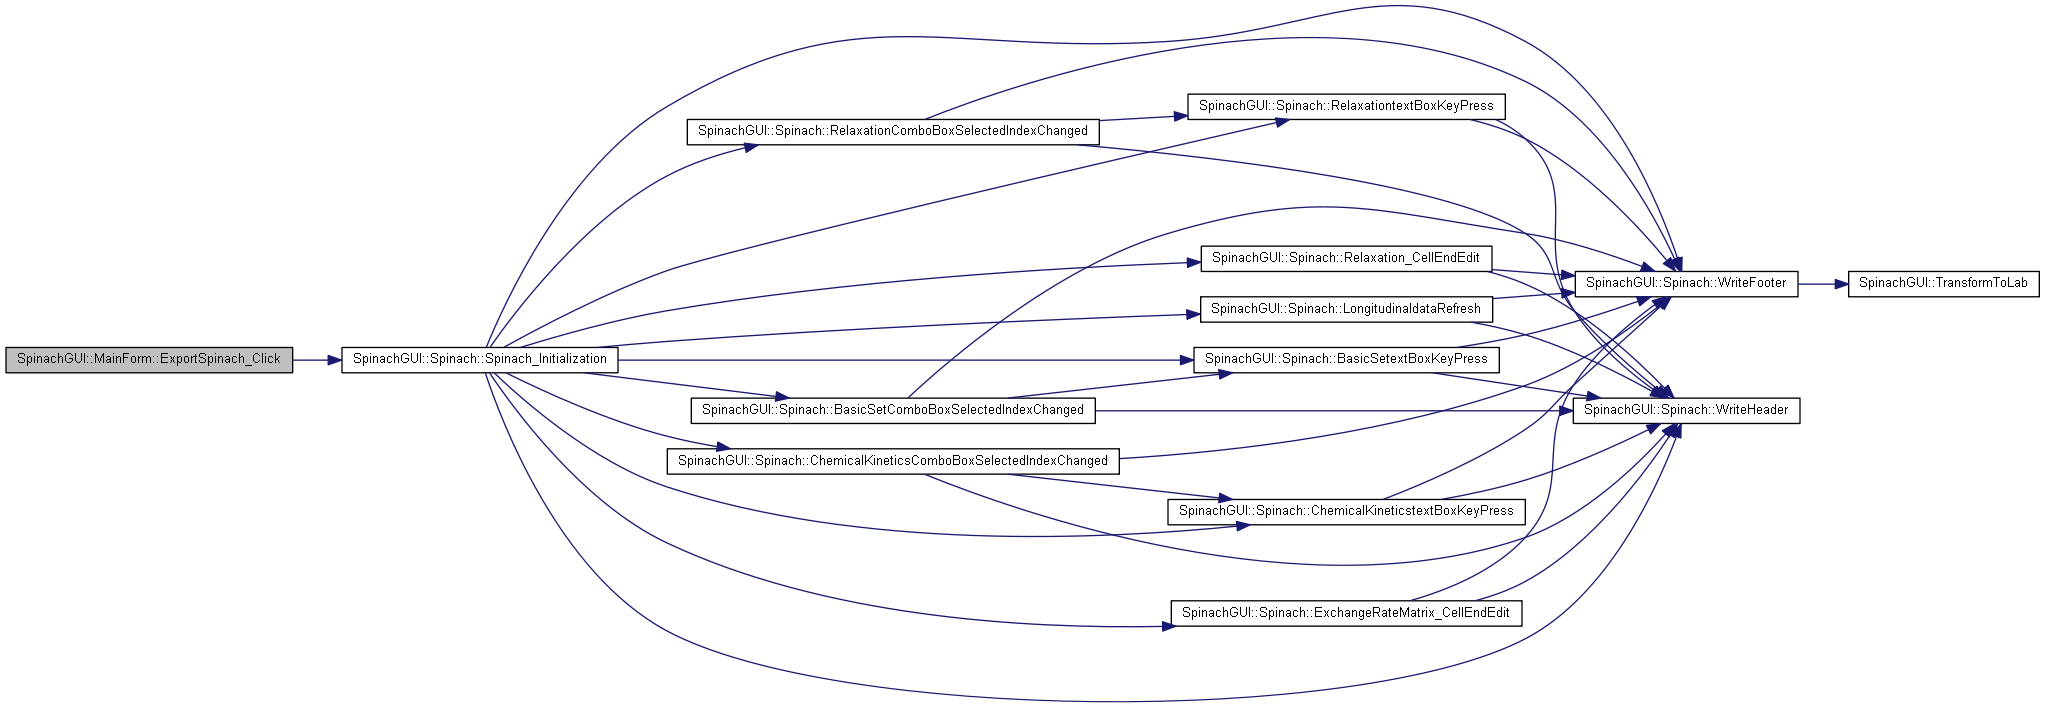 SpinachGUI::MainForm::ExportSpinach_Click
SpinachGUI::Spinach::Spinach_Initialization
SpinachGUI::Spinach::RelaxationComboBoxSelectedIndexChanged
SpinachGUI::Spinach::BasicSetComboBoxSelectedIndexChanged
SpinachGUI::Spinach::ChemicalKineticsComboBoxSelectedIndexChanged
SpinachGUI::Spinach::RelaxationtextBoxKeyPress
SpinachGUI::Spinach::Relaxation_CellEndEdit
SpinachGUI::Spinach::LongitudinaldataRefresh
SpinachGUI::Spinach::BasicSetextBoxKeyPress
SpinachGUI::Spinach::ChemicalKineticstextBoxKeyPress
SpinachGUI::Spinach::ExchangeRateMatrix_CellEndEdit
SpinachGUI::Spinach::WriteFooter
SpinachGUI::Spinach::WriteHeader
SpinachGUI::TransformToLab